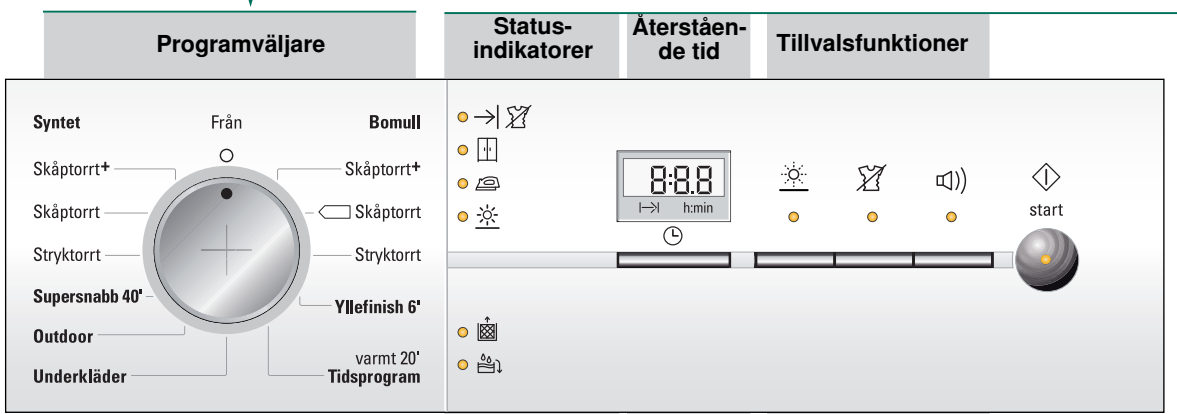 Programväljare
Status-
indikatorer
Återståen-
de tid
Tillvalsfunktioner
Syntet
Från
Bomull
Skåptorrt+
Skåptorrt+
Skåptorrt
Skåptorrt
Stryktorrt
Stryktorrt
Supersnabb 40'
Yllefinish 6'
Outdoor
varmt 20'
Underkläder
Tidsprogram
8:8.8
h:min
start